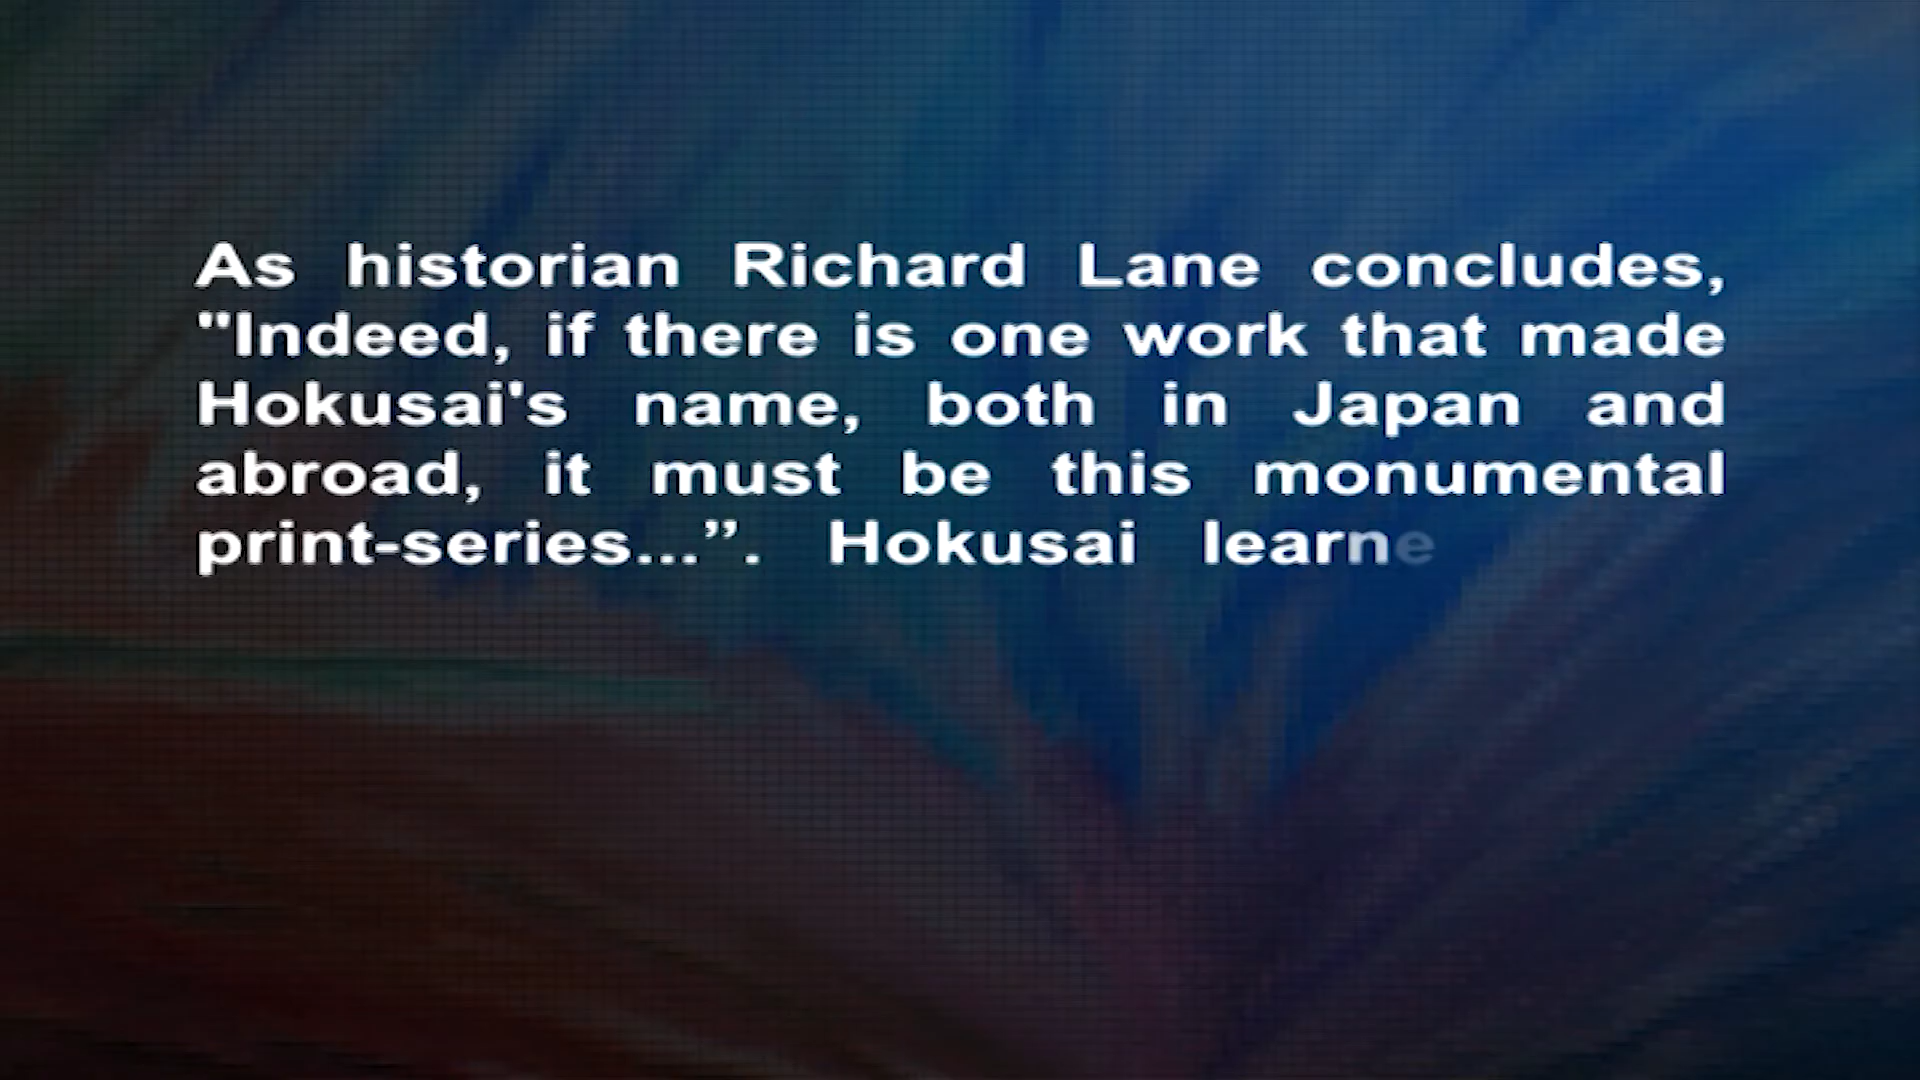 As historian Richard Lane concludes,
"Indeed, if there is one work that made
Hokusai's name, both in Japan and
abroad, it must be this monumental
print-series...”. Hokusai learne